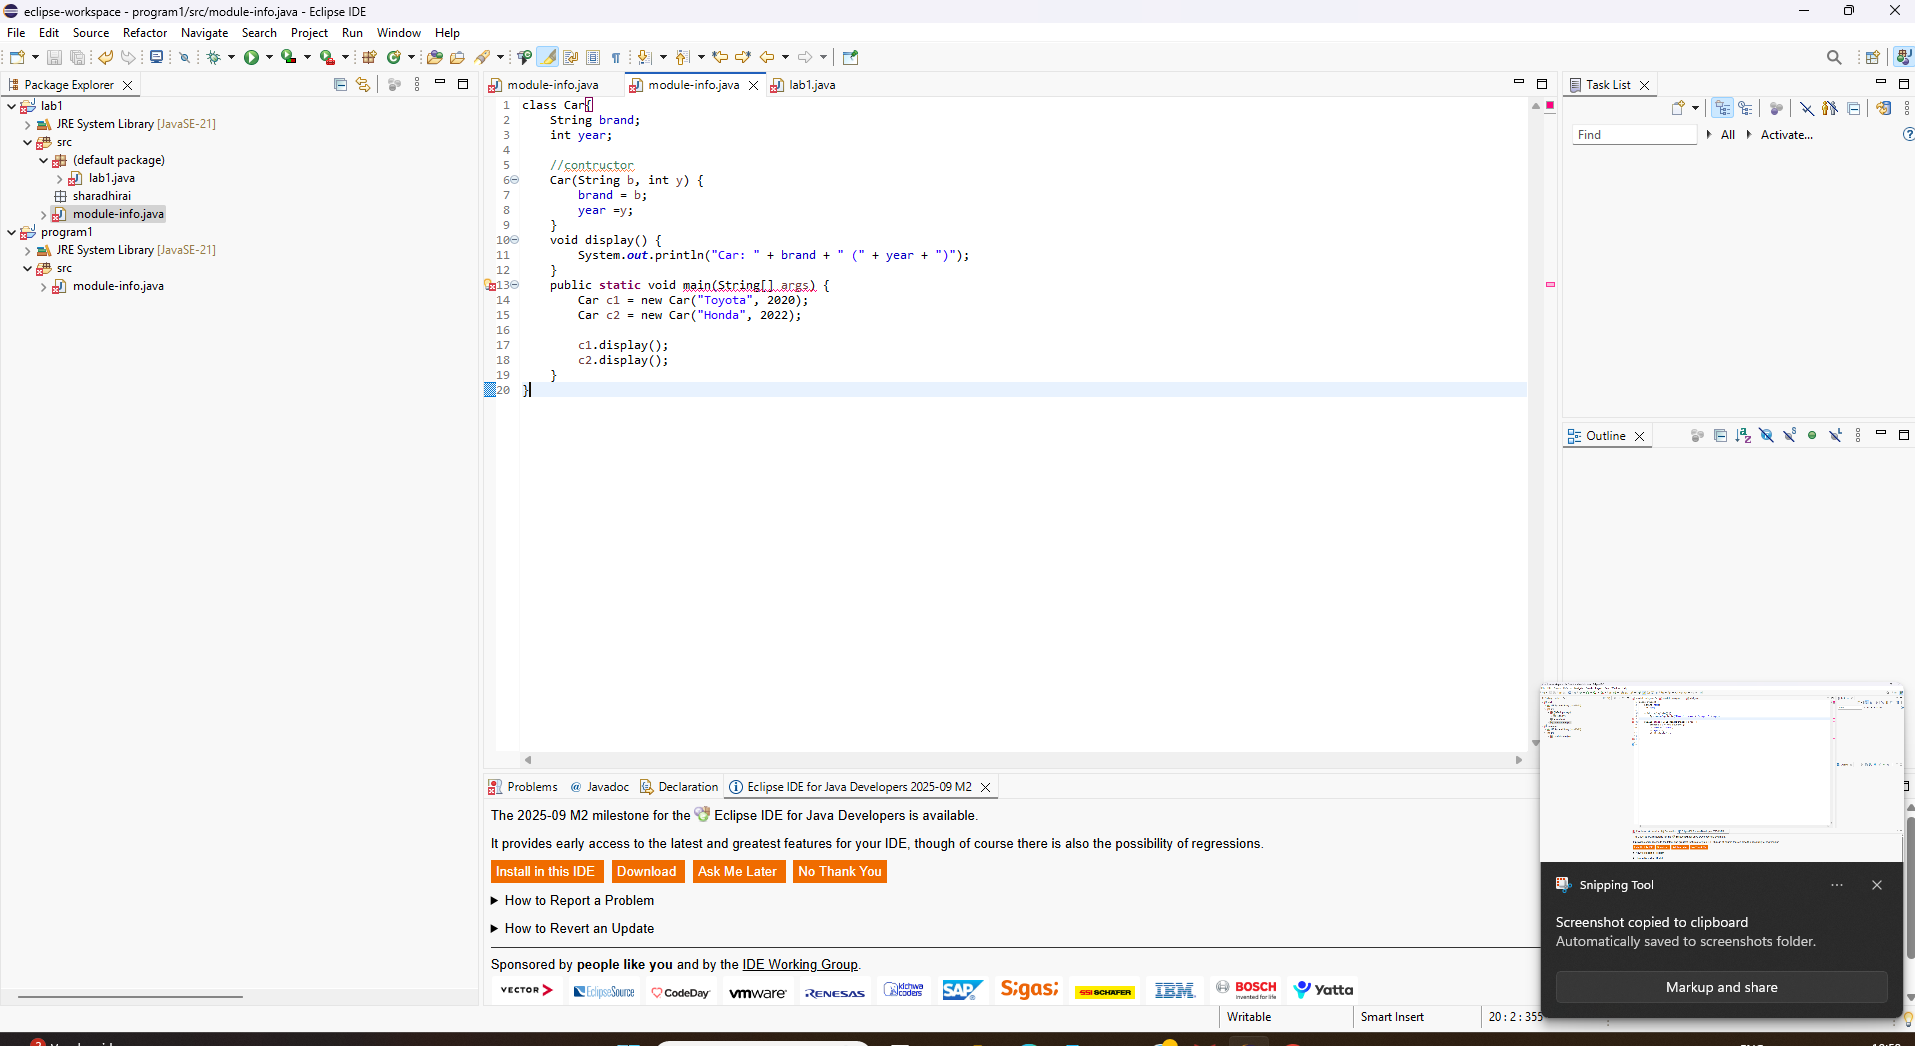 eclipse-workspace - program1/src/module-info.java - Eclipse IDE
File Edit Source Refactor Navigate Search Project Run Window Help
Package Explorer
lab1
JRE System Library [JavaSE-21]
src
(default package)
lab1.java
sharadhirai
module-info.java
program1
JRE System Library [JavaSE-21]
src
module-info.java
module-info.java module-info.java lab1.java
1 class Car{
2 String brand;
3 int year;
4
5 //contructor
6 Car(String b, int y) {
7 brand = b;
8 year =y;
9 }
10 void display() {
11 System.out.println("Car: " + brand + " (" + year + ")");
12 }
13 public static void main(String[] args) {
14 Car c1 = new Car("Toyota", 2020);
15 Car c2 = new Car("Honda", 2022);
16
17 c1.display();
18 c2.display();
19 }
20 }
Task List
Find All Activate...
Outline
Problems @ Javadoc Declaration Eclipse IDE for Java Developers 2025-09 M2
The 2025-09 M2 milestone for the Eclipse IDE for Java Developers is available.
It provides early access to the latest and greatest features for your IDE, though of course there is also the possibility of regressions.
Install in this IDE Download Ask Me Later No Thank You
How to Report a Problem
How to Revert an Update
Sponsored by people like you and by the IDE Working Group.
VECTOR EclipseSource CoDeDay vmware RENESAS kichwa coders SAP Sigasi SSI SCHAEFER IBM BOSCH Invented for life Yatta
Writable Smart Insert 20 : 2 : 355
Snipping Tool
Screenshot copied to clipboard
Automatically saved to screenshots folder.
Markup and share